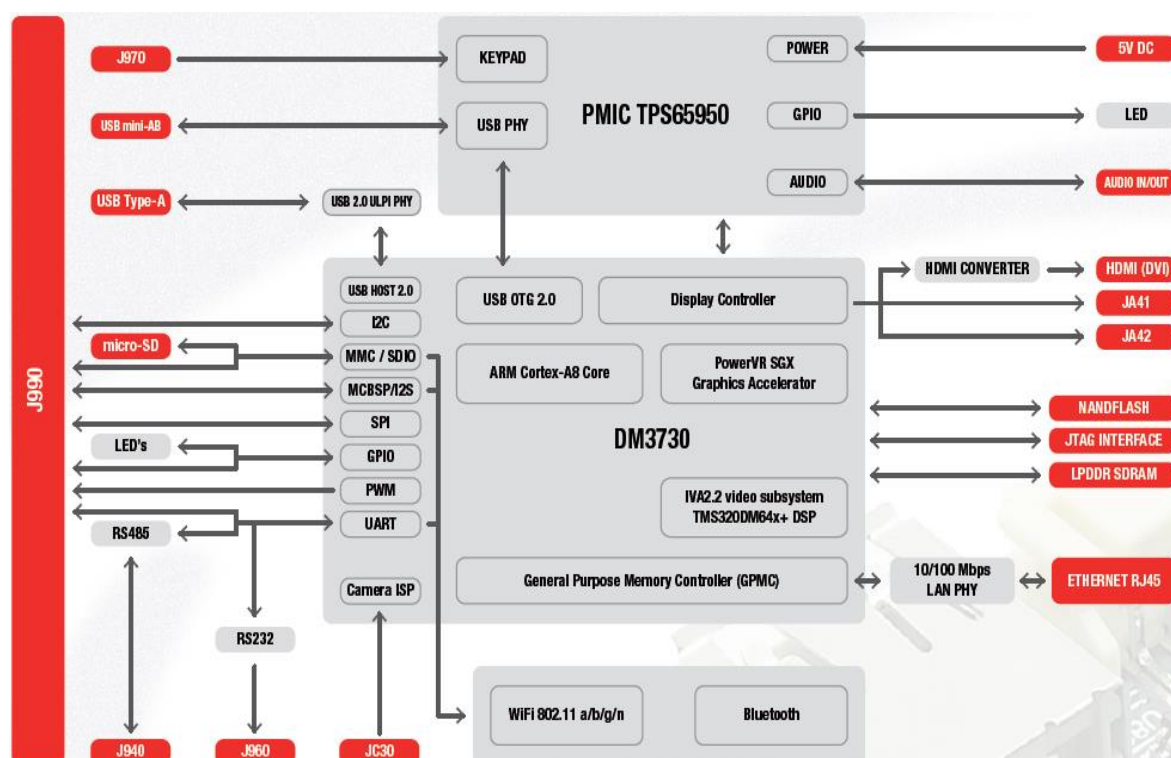 J990
J970
USB mini-AB
USB Type-A
micro-SD
LED's
RS485
RS232
J940
J960
JC30
KEYPAD
USB PHY
PMIC TPS65950
POWER
GPIO
AUDIO
5V DC
LED
AUDIO IN/OUT
USB 2.0 ULPI PHY
USB HOST 2.0
I2C
MMC / SDIO
MCBSP/I2S
SPI
GPIO
PWM
UART
Camera ISP
USB OTG 2.0
Display Controller
ARM Cortex-A8 Core
PowerVR SGX
Graphics Accelerator
DM3730
IVA2.2 video subsystem
TMS320DM64x+ DSP
General Purpose Memory Controller (GPMC)
HDMI CONVERTER
HDMI (DVI)
JA41
JA42
NANDFLASH
JTAG INTERFACE
LPDDR SDRAM
10/100 Mbps
LAN PHY
ETHERNET RJ45
WiFi 802.11 a/b/g/n
Bluetooth